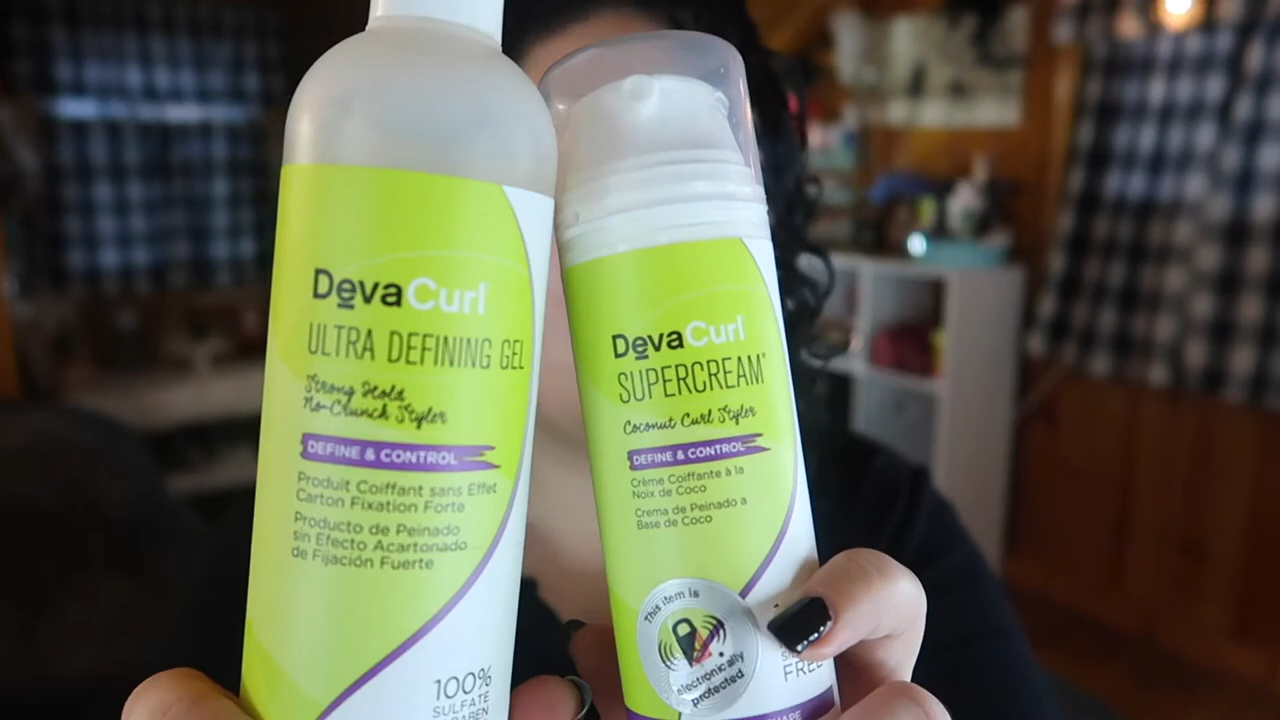 DevaCurl
ULTRA DEFINING GEL
Strong Hold
No-Crunch Styler
DEFINE & CONTROL
Produit Coiffant sans Effet
Carton Fixation Forte
Producto de Peinado
sin Efecto Acartonado
de Fijación Fuerte
100%
SULFATE
DevaCurl
SUPERCREAM
Coconut Curl Styler
DEFINE & CONTROL
Crème Coiffante à la
Noix de Coco
Crema de Peinado a
Base de Coco
This item is
electronically
protected
FREE